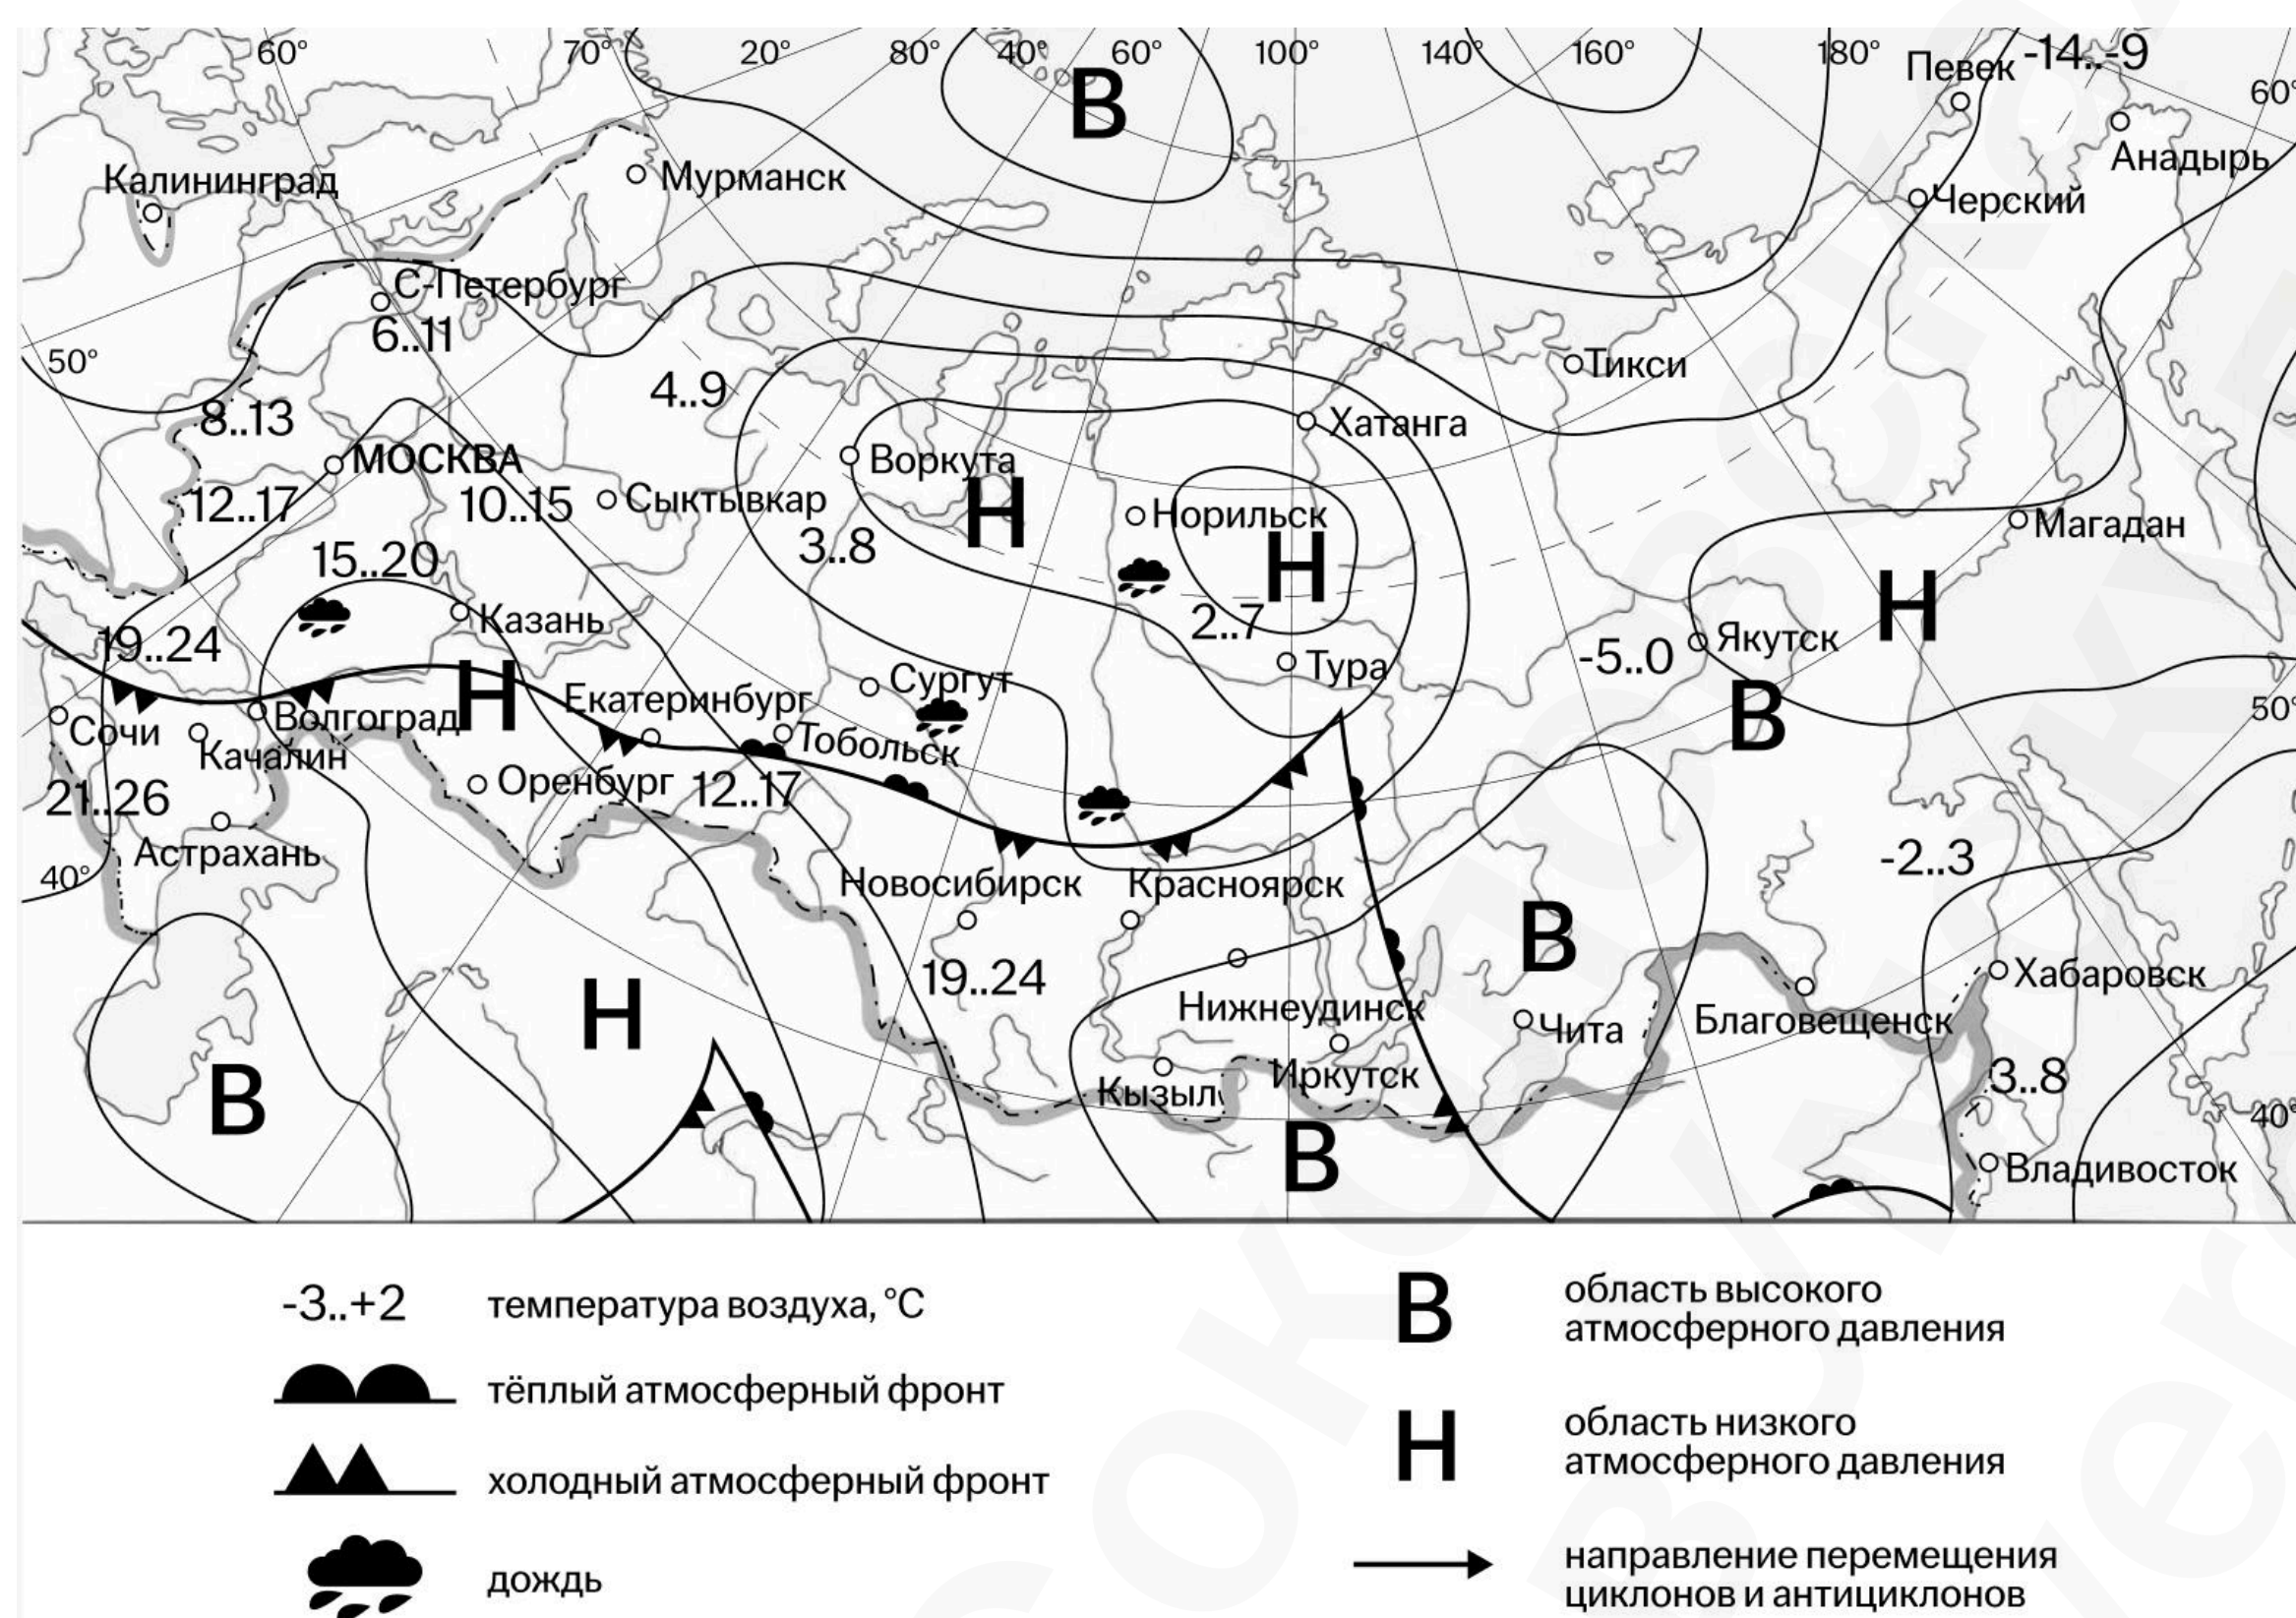 60° 70° 20° 80° 40° 60° 100° 140° 160° 180°
Певек -14..-9
60°
В
Анадырь
Калининград
Мурманск
Черский
С-Петербург
6..11
50°
4..9
Тикси
8..13
Хатанга
МОСКВА
Воркута
12..17
10..15
Сыктывкар
Н
Норильск
Магадан
15..20
3..8
Н
Н
Казань
2..7
19..24
-5..0
Якутск
Тура
Н
Екатеринбург
Сургут
В
50°
Сочи
Волгоград
Качалин
Тобольск
21..26
Оренбург
12..17
Астрахань
-2..3
40°
Новосибирск
Красноярск
В
19..24
Хабаровск
Н
Нижнеудинск
Чита
Благовещенск
В
Кызыл
Иркутск
3..8
40°
В
Владивосток
-3..+2 температура воздуха, °С
тёплый атмосферный фронт
холодный атмосферный фронт
дождь
В
область высокого
атмосферного давления
Н
область низкого
атмосферного давления
направление перемещения
циклонов и антициклонов